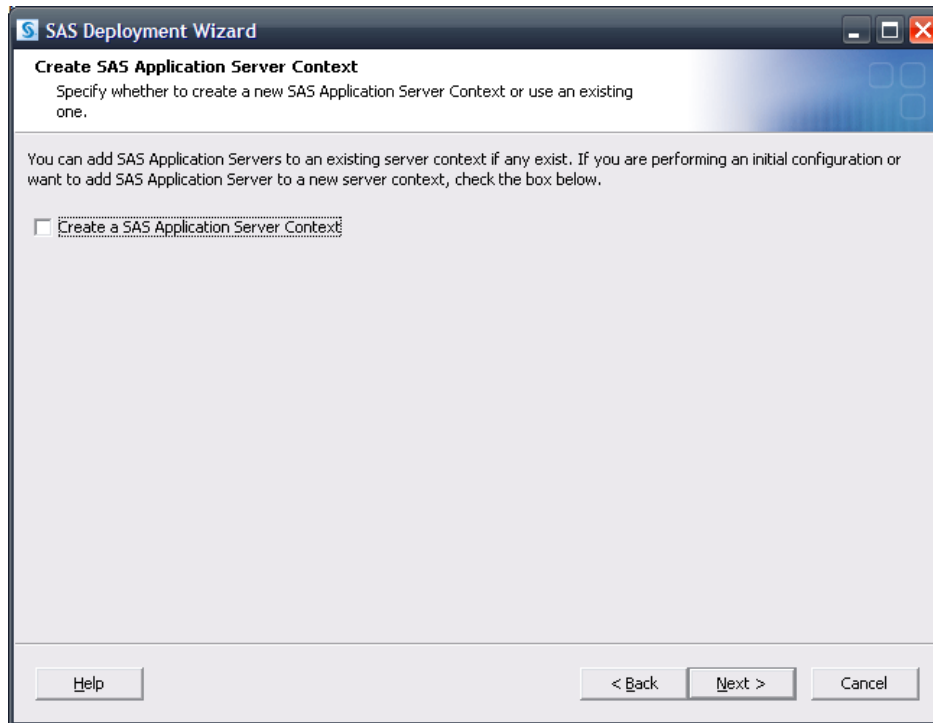 SAS Deployment Wizard
Create SAS Application Server Context
Specify whether to create a new SAS Application Server Context or use an existing
one.
You can add SAS Application Servers to an existing server context if any exist. If you are performing an initial configuration or
want to add SAS Application Server to a new server context, check the box below.
Create a SAS Application Server Context
Help
< Back
Next >
Cancel